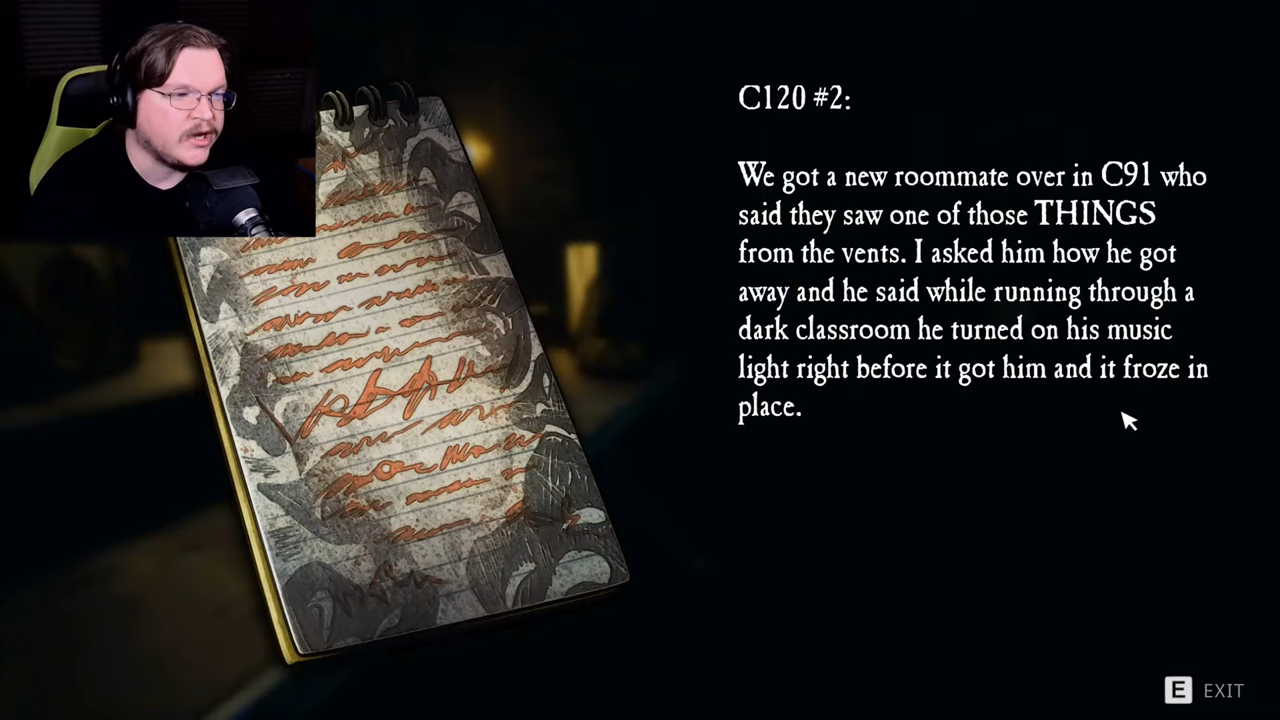 C120 #2:
We got a new roommate over in C91 who
said they saw one of those THINGS
from the vents. I asked him how he got
away and he said while running through a
dark classroom he turned on his music
light right before it got him and it froze in
place.
E EXIT